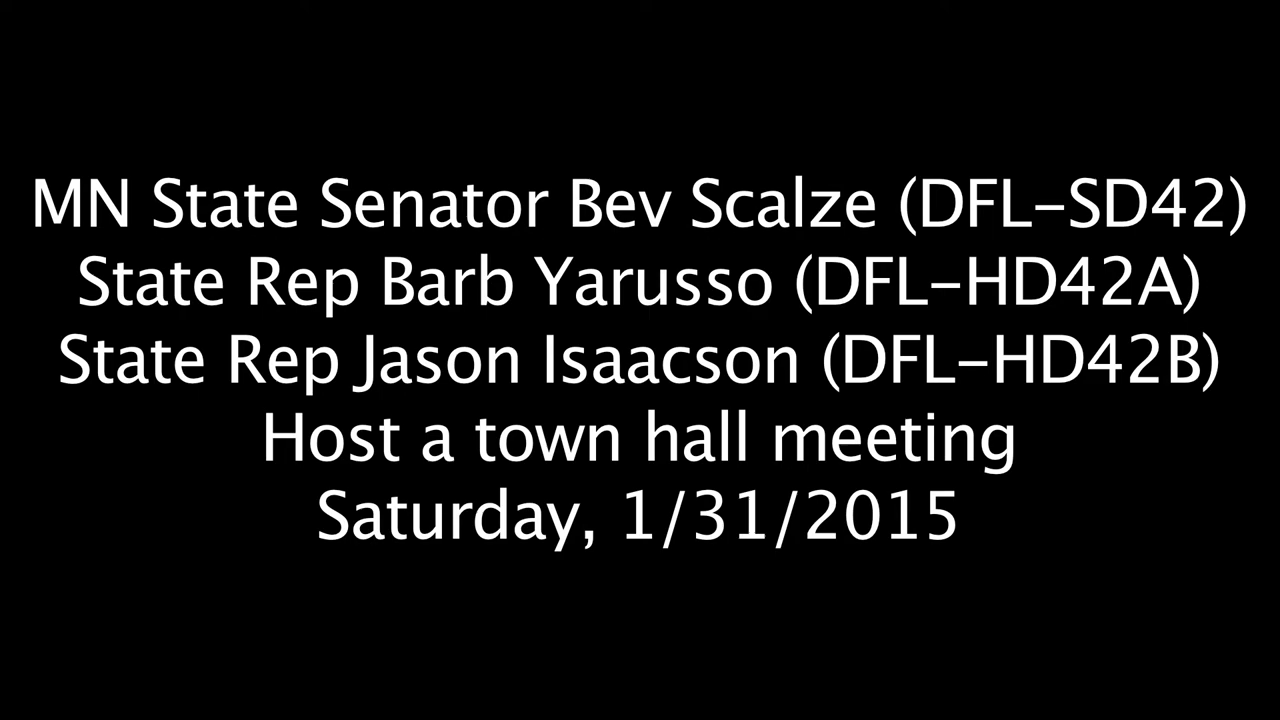 MN State Senator Bev Scalze (DFL-SD42)
State Rep Barb Yarusso (DFL-HD42A)
State Rep Jason Isaacson (DFL-HD42B)
Host a town hall meeting
Saturday, 1/31/2015